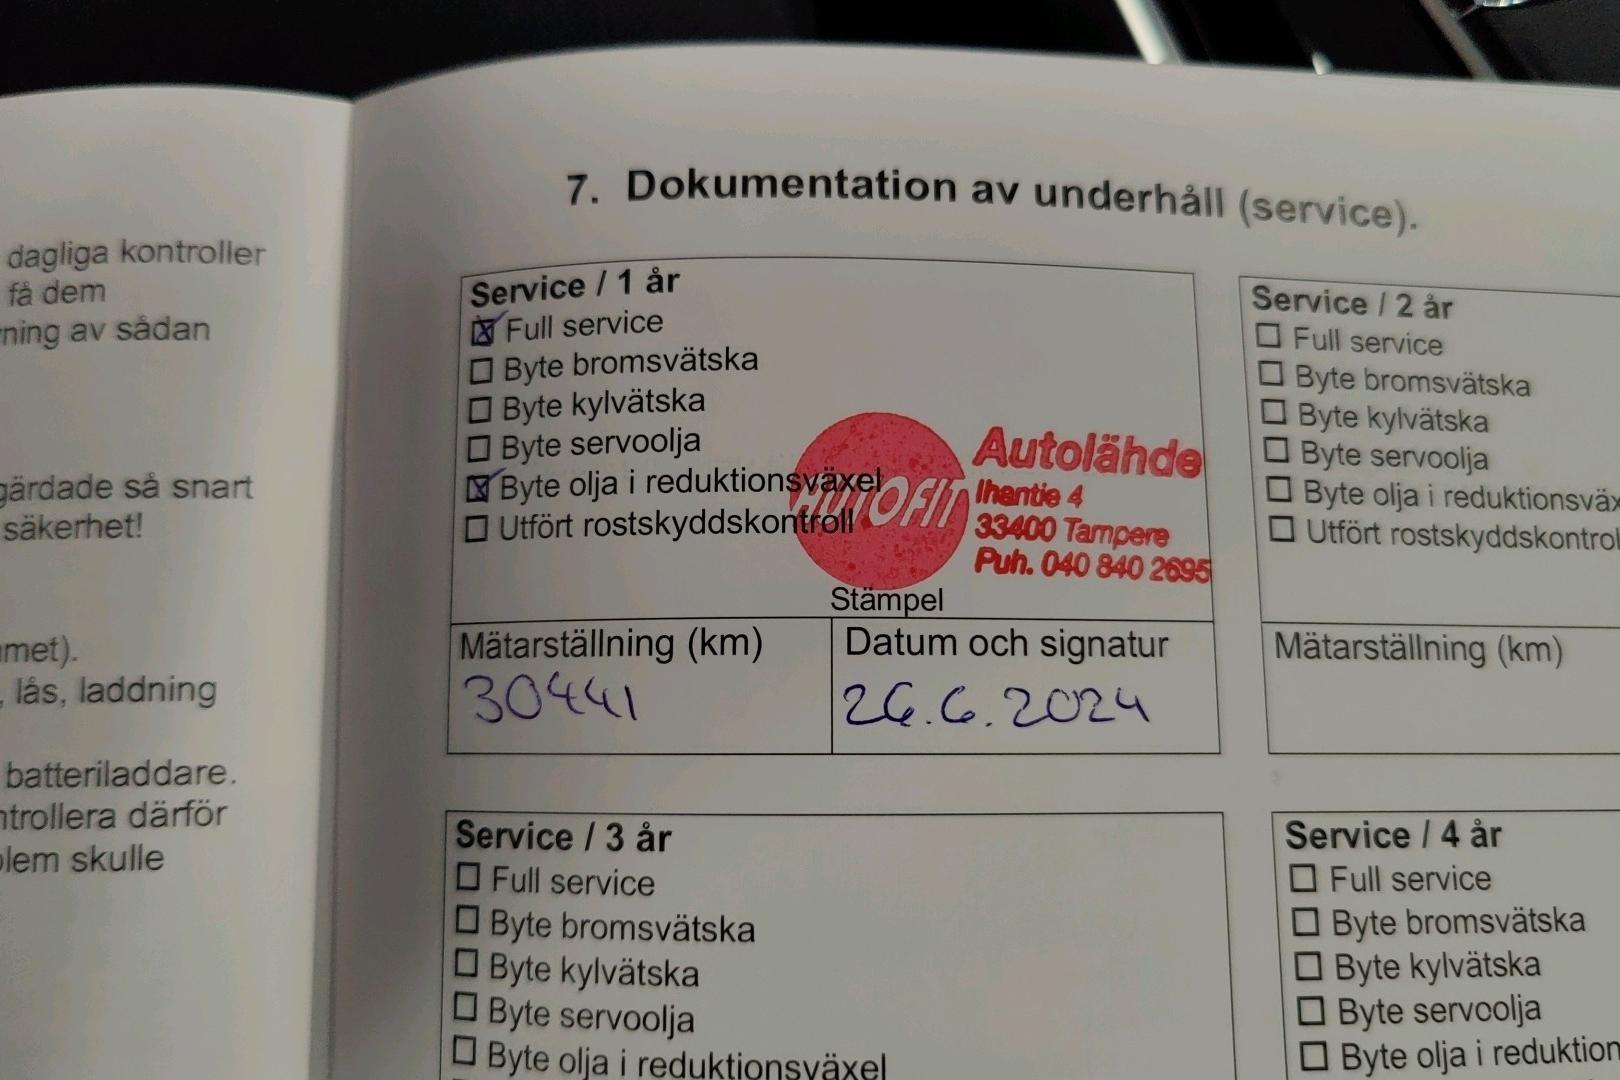 dagliga kontroller
få dem
ning av sådan
gärdade så snart
säkerhet!
met).
, lås, laddning
batteriladdare.
ntrollera därför
lem skulle
7. Dokumentation av underhåll (service).
Service / 1 år
Full service
Byte bromsvätska
Byte kylvätska
Byte servoolja
Byte olja i reduktionsväxel
Utfört rostskyddskontroll
AUTOFIT
Autolähde
Ihantie 4
33400 Tampere
Puh. 040 840 2695
Stämpel
Mätarställning (km)
30441
Datum och signatur
26.6.2024
Service / 2 år
Full service
Byte bromsvätska
Byte kylvätska
Byte servoolja
Byte olja i reduktionsväx
Utfört rostskyddskontrol
Mätarställning (km)
Service / 3 år
Full service
Byte bromsvätska
Byte kylvätska
Byte servoolja
Byte olja i reduktionsväxel
Service / 4 år
Full service
Byte bromsvätska
Byte kylvätska
Byte servoolja
Byte olja i reduktion